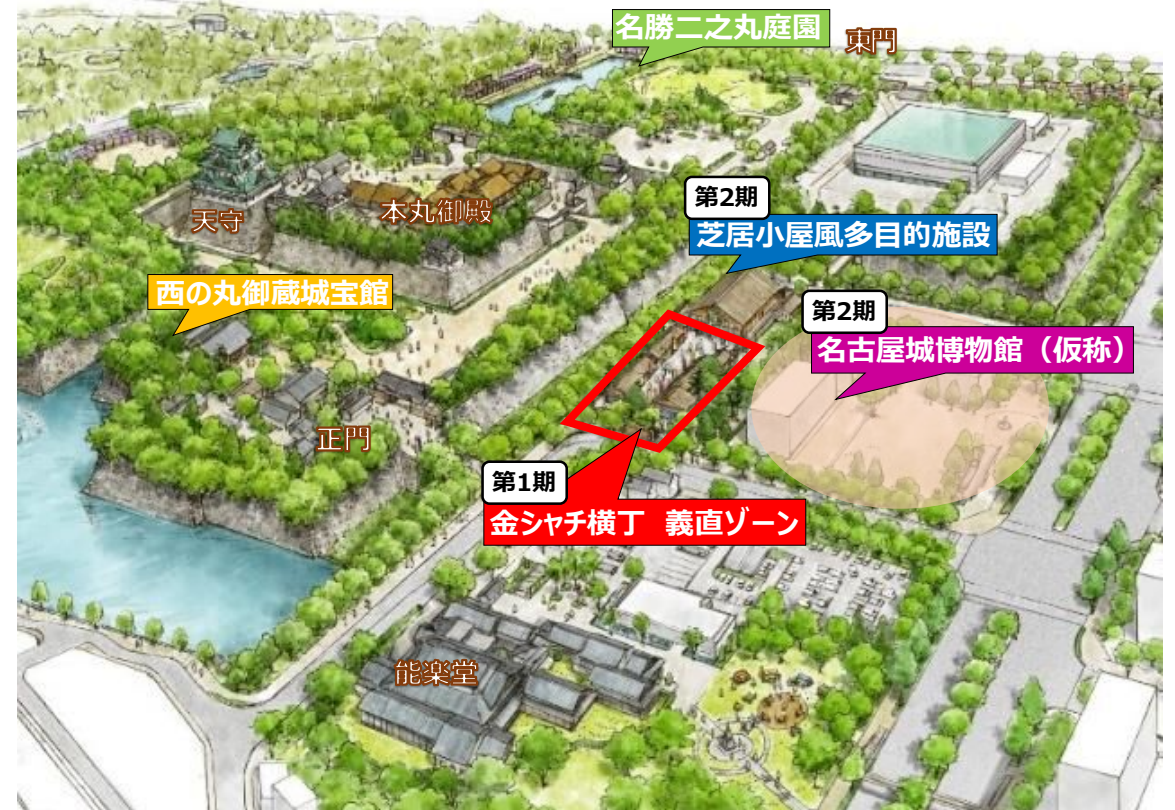 名勝二之丸庭園
東門
第2期
芝居小屋風多目的施設
天守
本丸御殿
西の丸御蔵城宝館
第2期
名古屋城博物館（仮称）
正門
第1期
金シャチ横丁 義直ゾーン
能楽堂